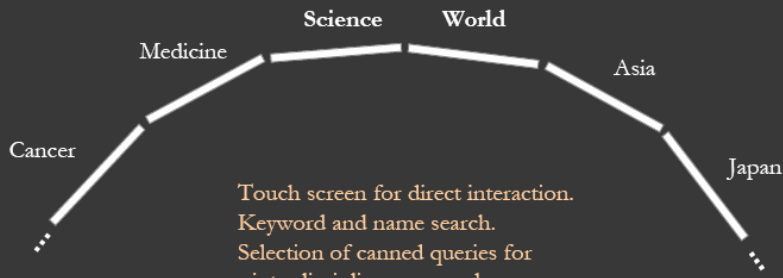 Science World
Medicine
Asia
Cancer
Japan
Touch screen for direct interaction.
Keyword and name search.
Selection of canned queries for